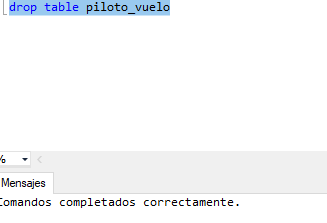 drop table piloto_vuelo
%
Mensajes
Comandos completados correctamente.